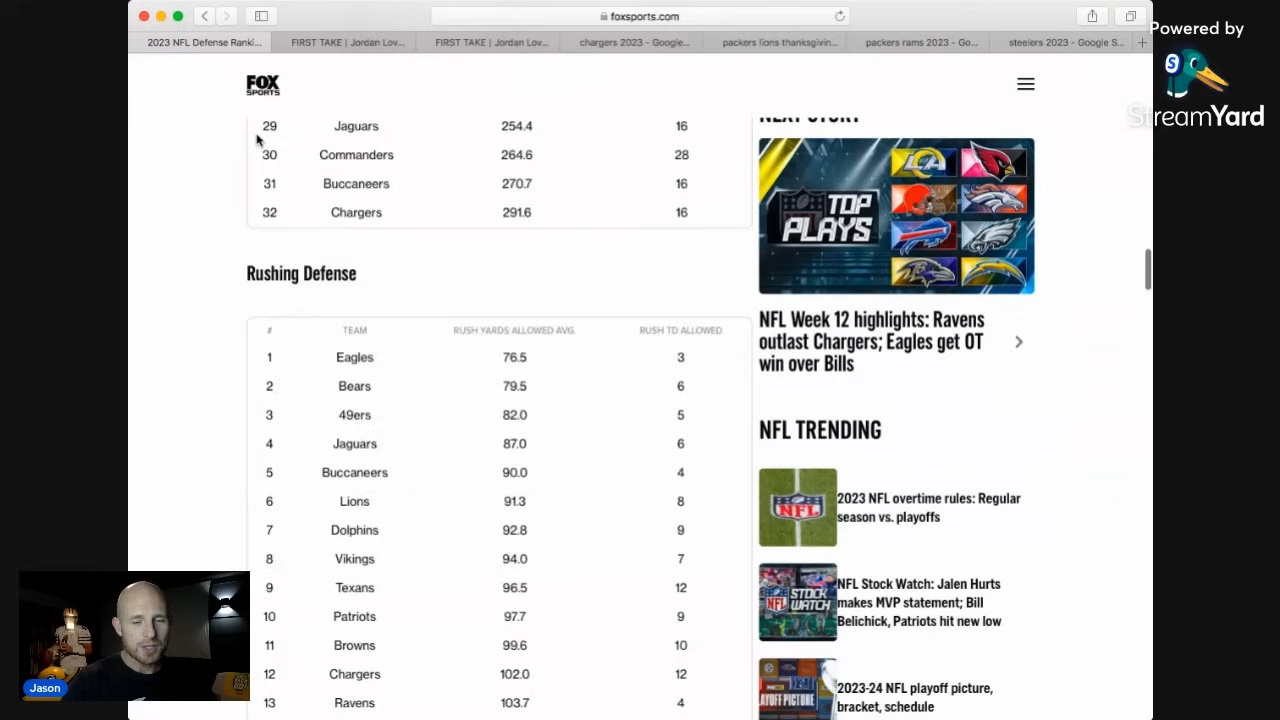 foxsports.com
2023 NFL Defense Ranki...
FIRST TAKE | Jordan Lov...
FIRST TAKE | Jordan Lov...
chargers 2023 - Google...
packers lions thanksgivin...
packers rams 2023 - Go...
steelers 2023 - Google S...
Powered by
StreamYard
FOX
SPORTS
29 Jaguars 254.4 16
30 Commanders 264.6 28
31 Buccaneers 270.7 16
32 Chargers 291.6 16
Rushing Defense
# TEAM RUSH YARDS ALLOWED AVG. RUSH TD ALLOWED
1 Eagles 76.5 3
2 Bears 79.5 6
3 49ers 82.0 5
4 Jaguars 87.0 6
5 Buccaneers 90.0 4
6 Lions 91.3 8
7 Dolphins 92.8 9
8 Vikings 94.0 7
9 Texans 96.5 12
10 Patriots 97.7 9
11 Browns 99.6 10
12 Chargers 102.0 12
13 Ravens 103.7 4
NEXT STORY
TOP
PLAYS
NFL Week 12 highlights: Ravens
outlast Chargers; Eagles get OT
win over Bills
NFL TRENDING
NFL
2023 NFL overtime rules: Regular
season vs. playoffs
STOCK
WATCH
NFL Stock Watch: Jalen Hurts
makes MVP statement; Bill
Belichick, Patriots hit new low
2023-24 NFL playoff picture,
bracket, schedule
Jason